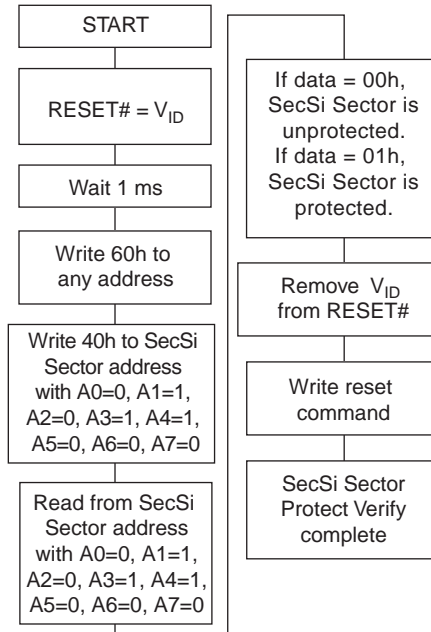 START
RESET# = VID
Wait 1 ms
Write 60h to
any address
Write 40h to SecSi
Sector address
with A0=0, A1=1,
A2=0, A3=1, A4=1,
A5=0, A6=0, A7=0
Read from SecSi
Sector address
with A0=0, A1=1,
A2=0, A3=1, A4=1,
A5=0, A6=0, A7=0
If data = 00h,
SecSi Sector is
unprotected.
If data = 01h,
SecSi Sector is
protected.
Remove VID
from RESET#
Write reset
command
SecSi Sector
Protect Verify
complete